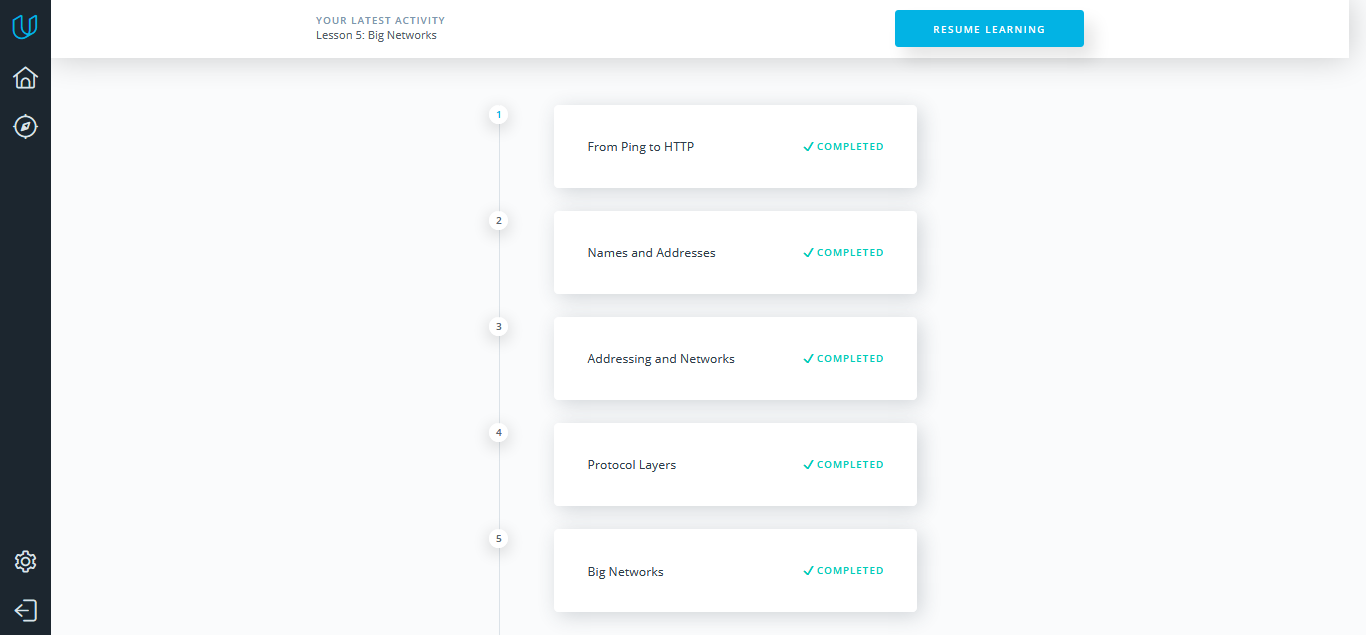 YOUR LATEST ACTIVITY
Lesson 5: Big Networks
RESUME LEARNING
1
From Ping to HTTP
COMPLETED
2
Names and Addresses
COMPLETED
3
Addressing and Networks
COMPLETED
4
Protocol Layers
COMPLETED
5
Big Networks
COMPLETED